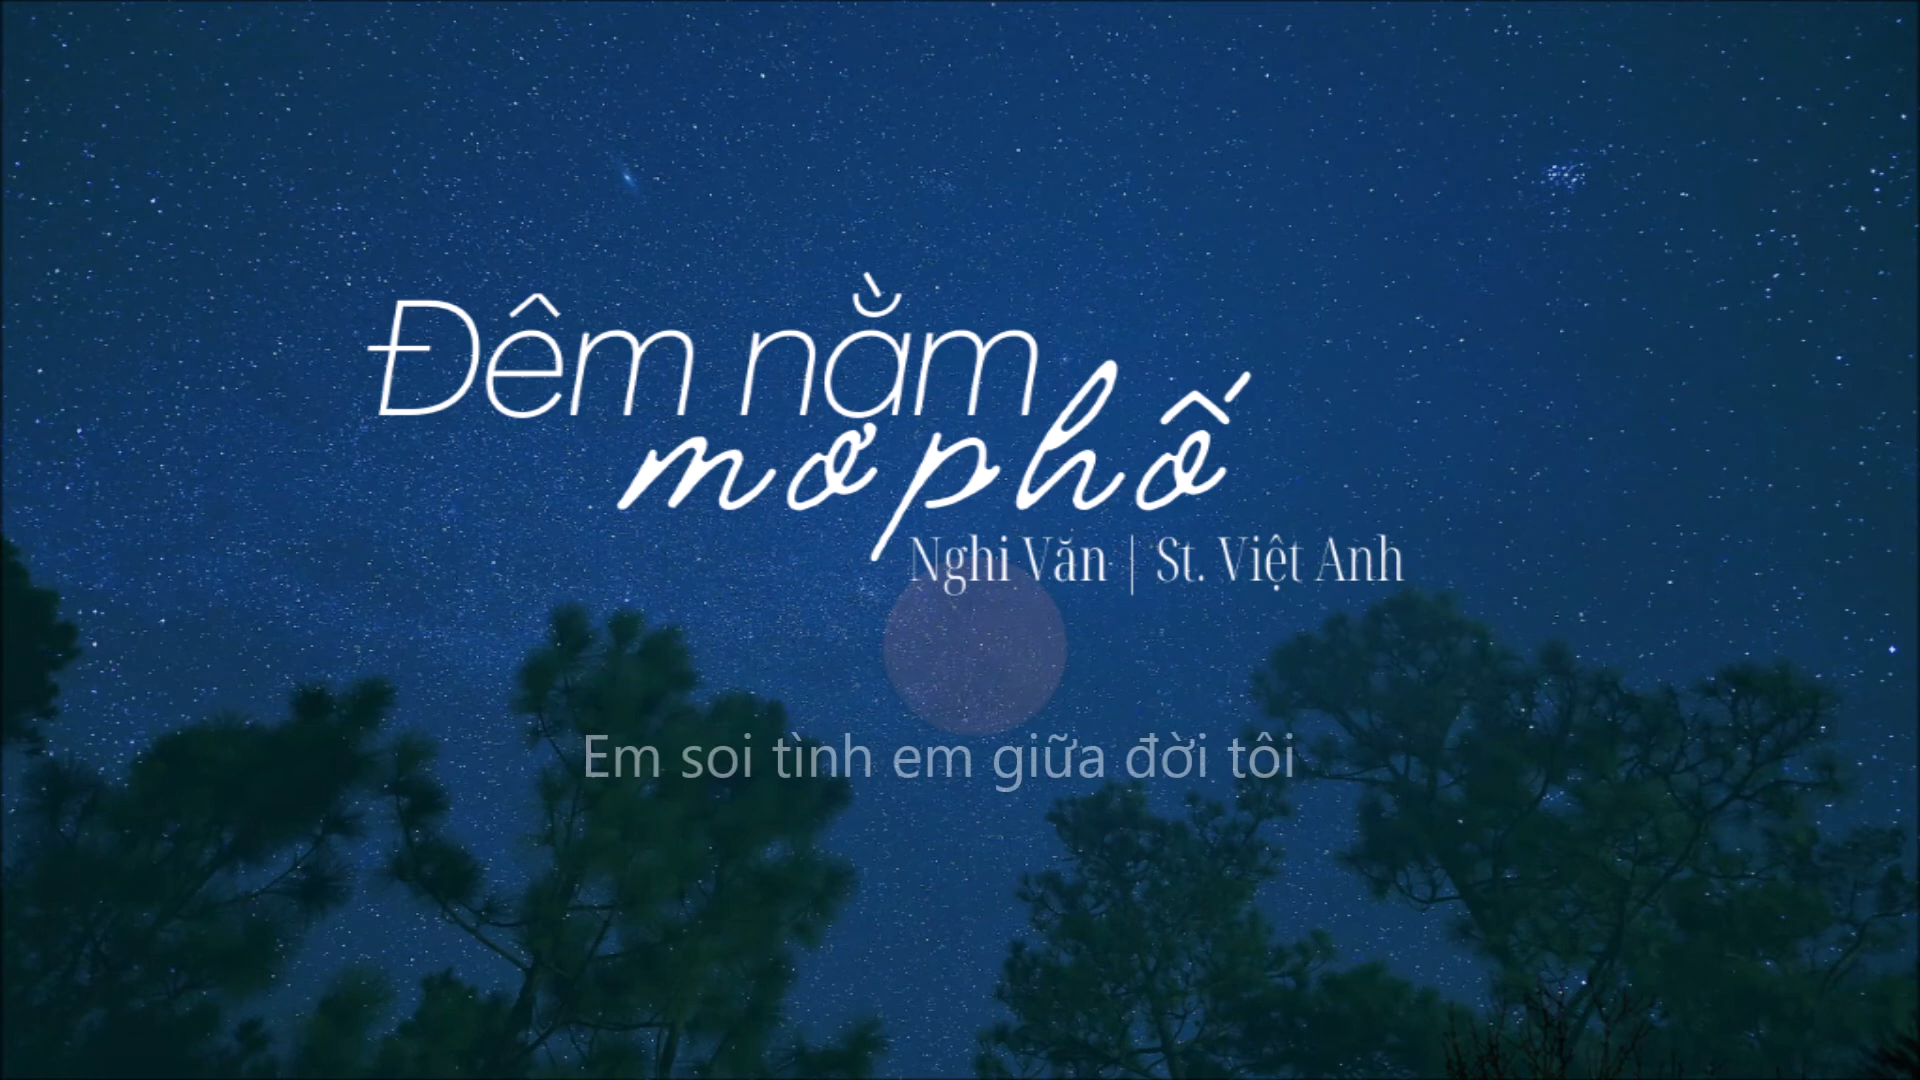 Đêm nằm
mơ phố
Nghi Văn | St. Việt Anh
Em soi tình em giữa đời tôi